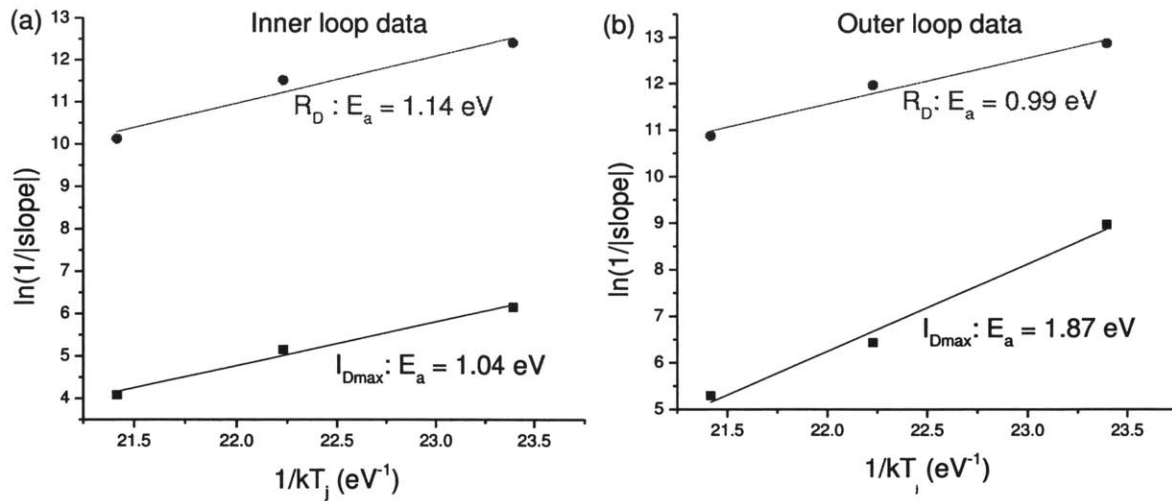 (a)
Inner loop data
13
12
11
10
9
8
7
6
5
4
ln(1/|slope|)
R_D : E_a = 1.14 eV
I_Dmax: E_a = 1.04 eV
21.5 22.0 22.5 23.0 23.5
1/kT_j (eV⁻¹)
(b)
Outer loop data
13
12
11
10
9
8
7
6
5
ln(1/|slope|)
R_D : E_a = 0.99 eV
I_Dmax: E_a = 1.87 eV
21.5 22.0 22.5 23.0 23.5
1/kT_j (eV⁻¹)